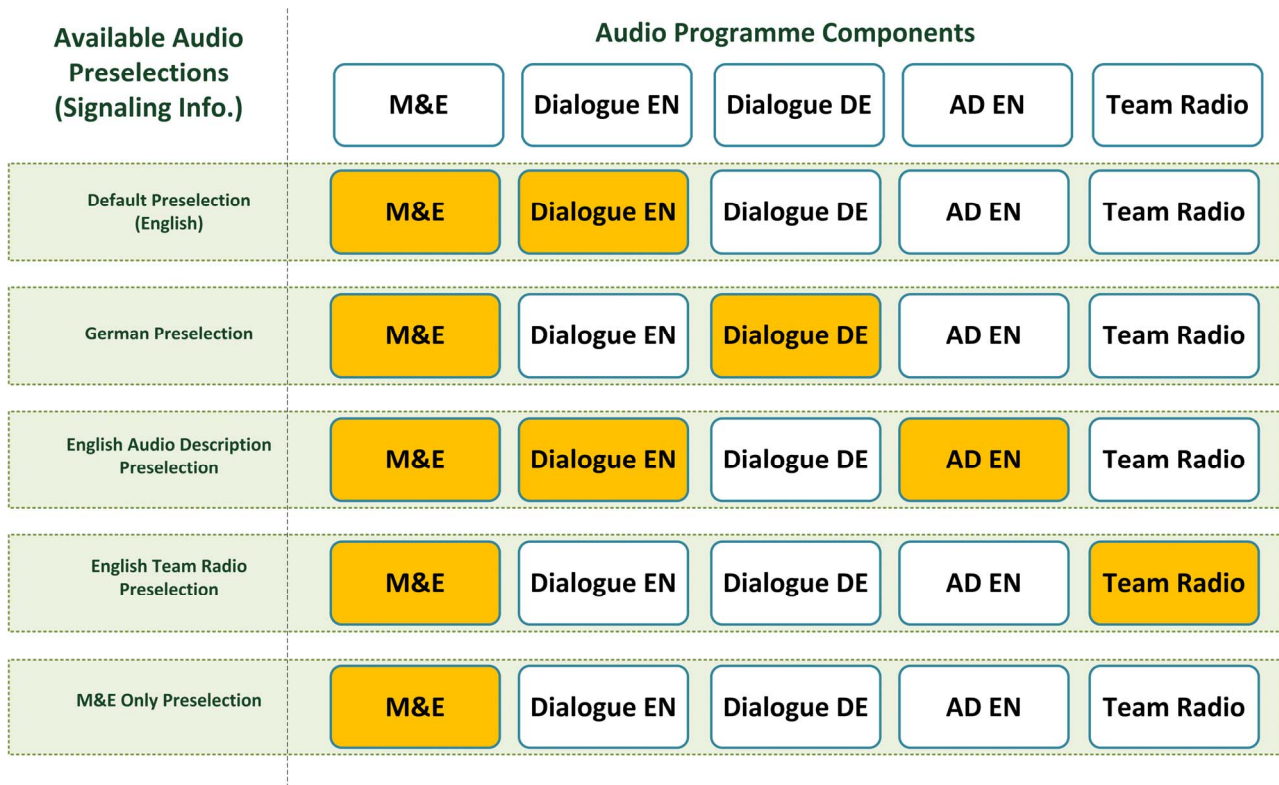 Available Audio
Preselections
(Signaling Info.)
Audio Programme Components
M&E
Dialogue EN
Dialogue DE
AD EN
Team Radio
Default Preselection
(English)
M&E
Dialogue EN
Dialogue DE
AD EN
Team Radio
German Preselection
M&E
Dialogue EN
Dialogue DE
AD EN
Team Radio
English Audio Description
Preselection
M&E
Dialogue EN
Dialogue DE
AD EN
Team Radio
English Team Radio
Preselection
M&E
Dialogue EN
Dialogue DE
AD EN
Team Radio
M&E Only Preselection
M&E
Dialogue EN
Dialogue DE
AD EN
Team Radio